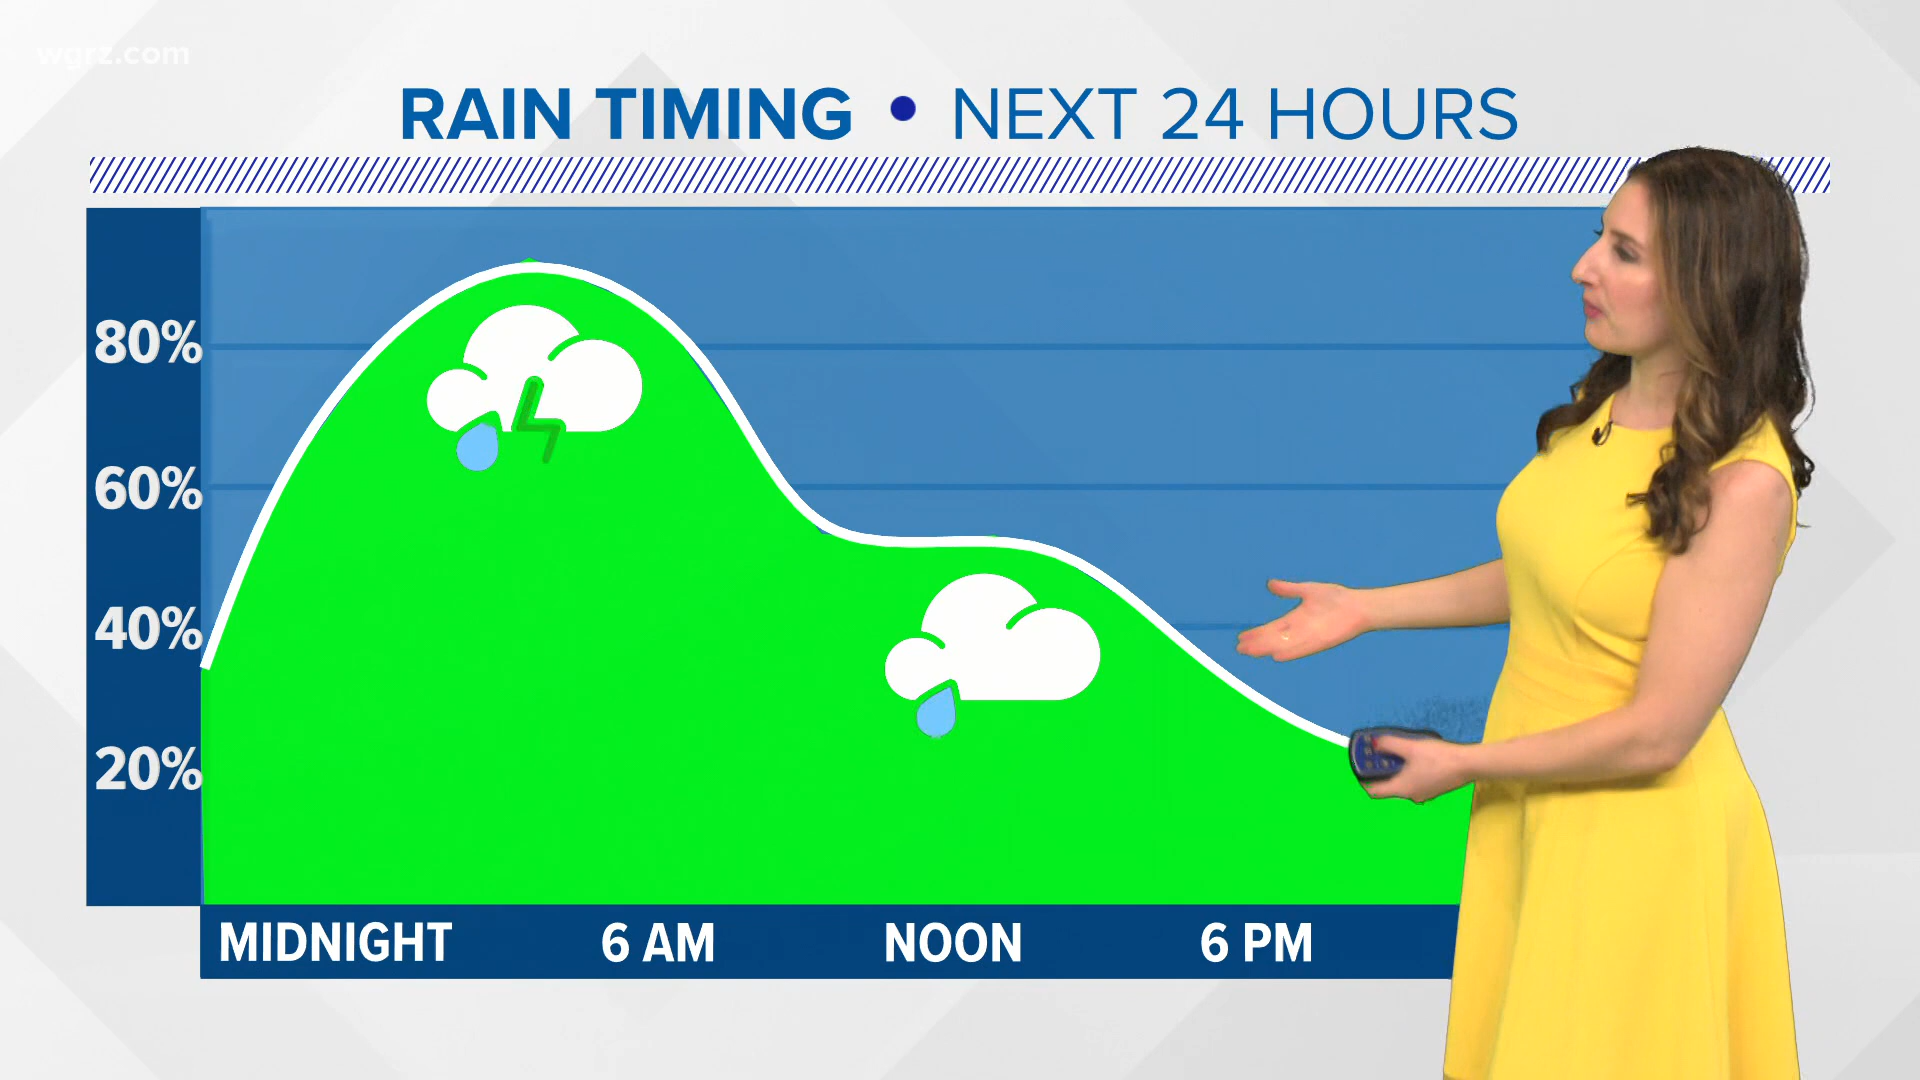 wgrz.com
RAIN TIMING • NEXT 24 HOURS
80%
60%
40%
20%
MIDNIGHT 6 AM NOON 6 PM